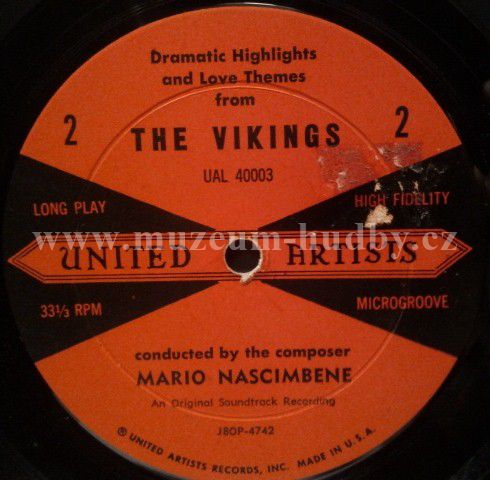 Dramatic Highlights
and Love Themes
from
2 THE VIKINGS 2
UAL 40003
LONG PLAY HIGH FIDELITY
www.muzeum-hudby.cz
UNITED ARTISTS
33⅓ RPM MICROGROOVE
conducted by the composer
MARIO NASCIMBENE
An Original Soundtrack Recording
J8OP-4742
® UNITED ARTISTS RECORDS, INC. MADE IN U.S.A.